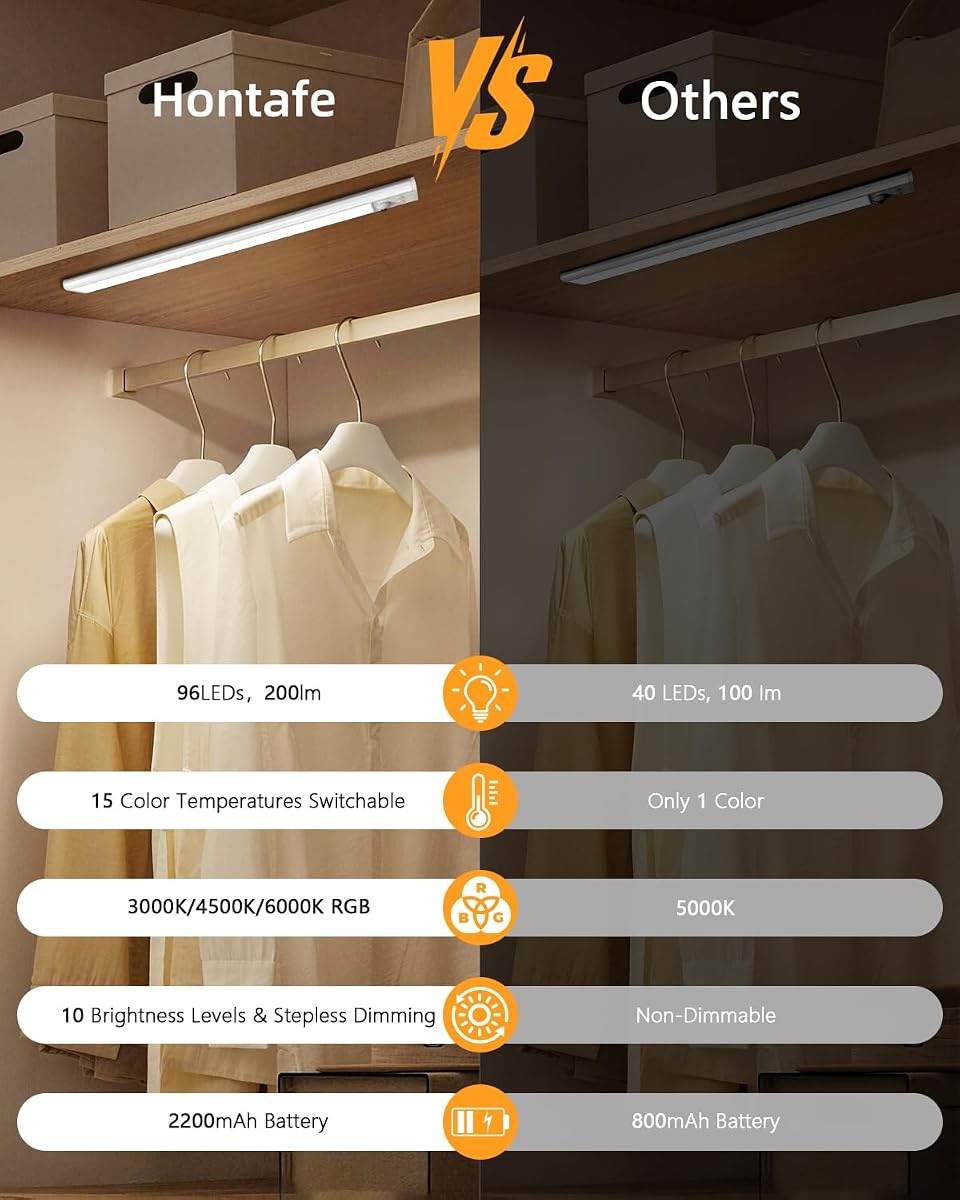 Hontafe
VS
Others
96LEDs, 200lm
40 LEDs, 100 lm
15 Color Temperatures Switchable
Only 1 Color
3000K/4500K/6000K RGB
R
B G
5000K
10 Brightness Levels & Stepless Dimming
Non-Dimmable
2200mAh Battery
800mAh Battery